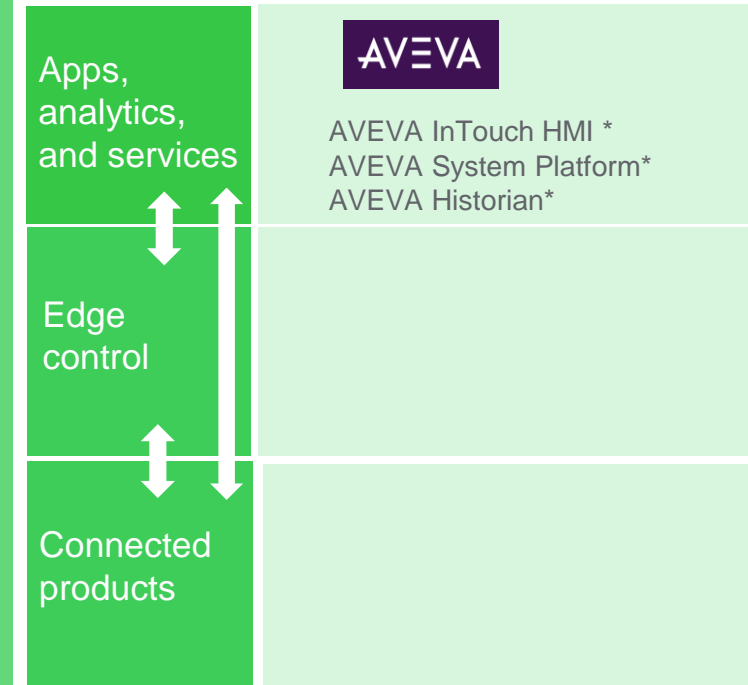 Apps,
analytics,
and services
AVEVA
AVEVA InTouch HMI *
AVEVA System Platform*
AVEVA Historian*
Edge
control
Connected
products